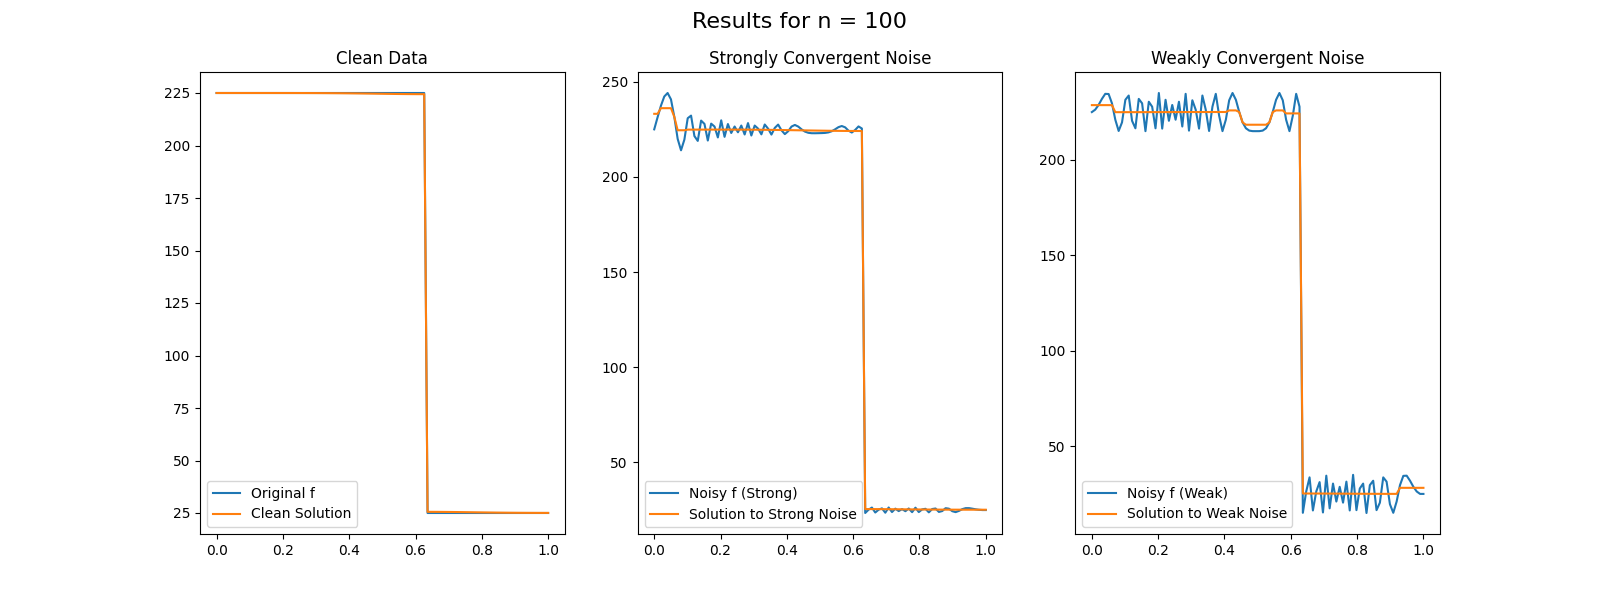 Results for n = 100
Clean Data
225
200
175
150
125
100
75
50
25
0.0 0.2 0.4 0.6 0.8 1.0
Original f
Clean Solution
Strongly Convergent Noise
250
200
150
100
50
0.0 0.2 0.4 0.6 0.8 1.0
Noisy f (Strong)
Solution to Strong Noise
Weakly Convergent Noise
200
150
100
50
0.0 0.2 0.4 0.6 0.8 1.0
Noisy f (Weak)
Solution to Weak Noise